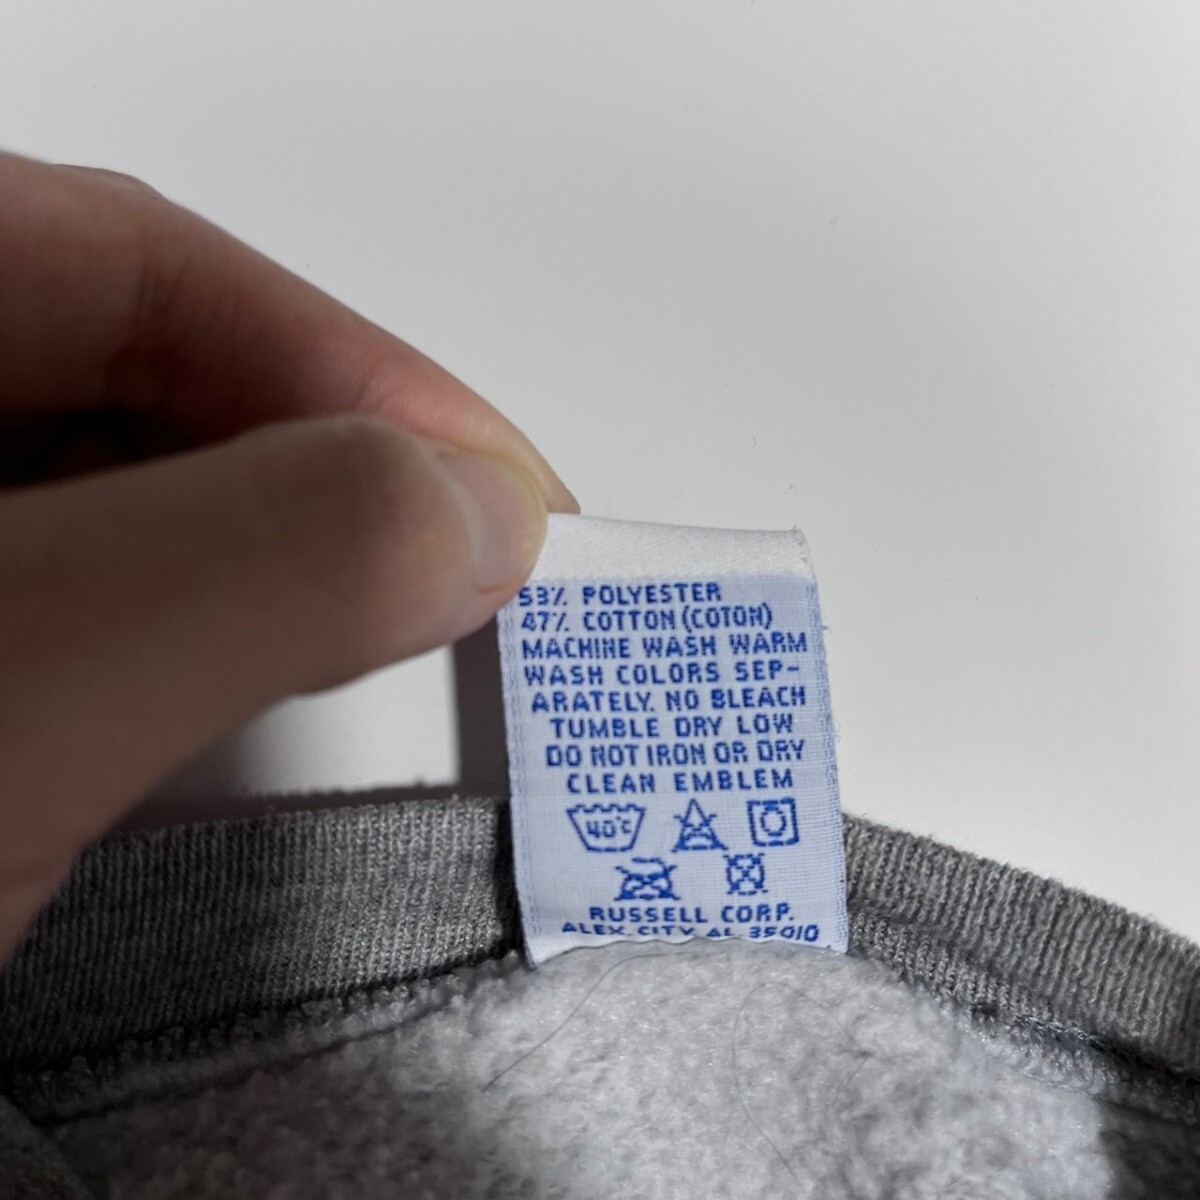 53% POLYESTER
47% COTTON (COTON)
MACHINE WASH WARM
WASH COLORS SEP-
ARATELY. NO BLEACH
TUMBLE DRY LOW
DO NOT IRON OR DRY
CLEAN EMBLEM
40°C
RUSSELL CORP.
ALEX. CITY, AL 35010